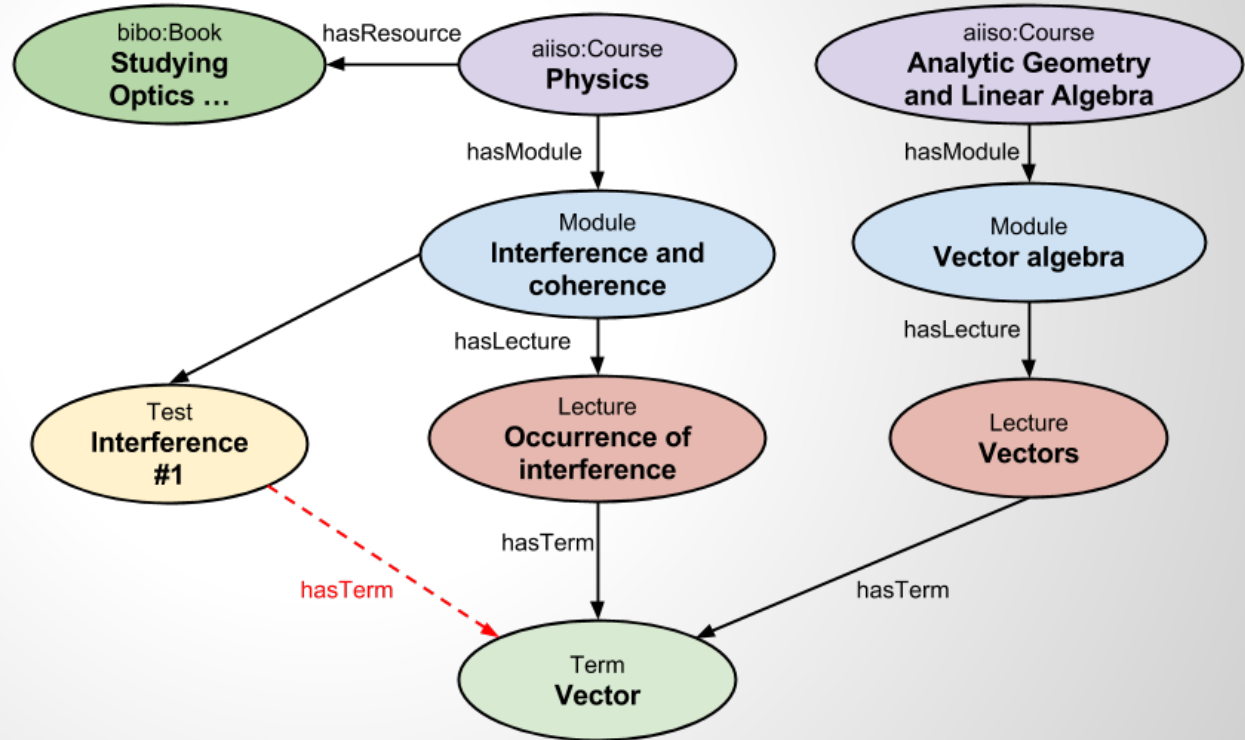 bibo:Book
Studying
Optics ...
hasResource
aiiso:Course
Physics
aiiso:Course
Analytic Geometry
and Linear Algebra
hasModule
hasModule
Module
Interference and
coherence
Module
Vector algebra
hasLecture
hasLecture
Test
Interference
#1
Lecture
Occurrence of
interference
Lecture
Vectors
hasTerm
hasTerm
hasTerm
Term
Vector